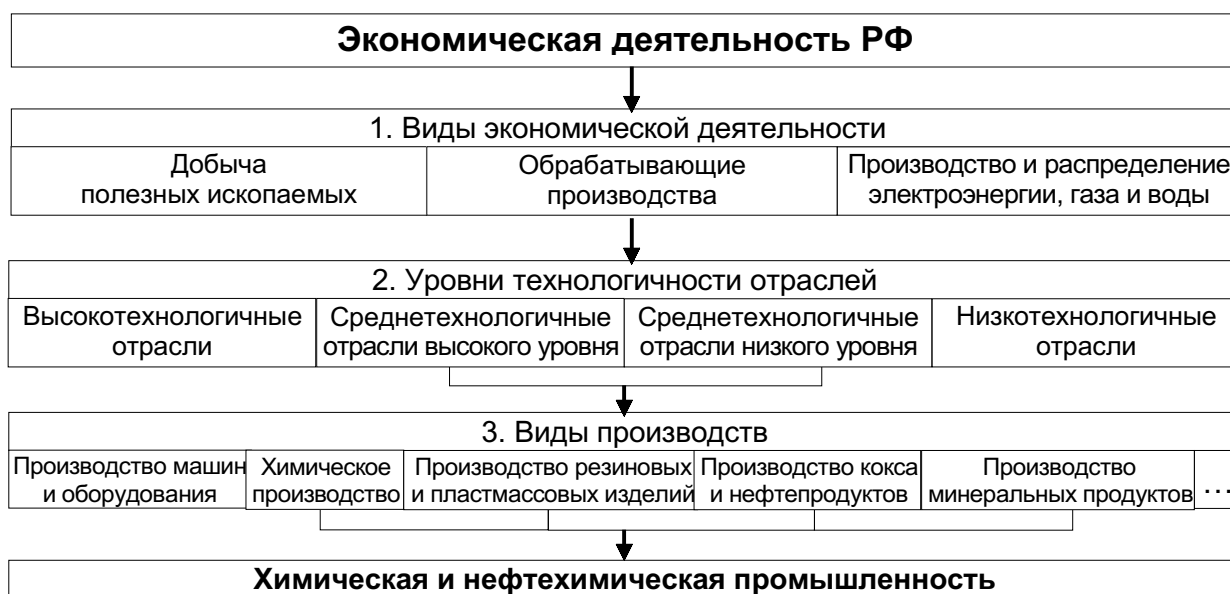 Экономическая деятельность РФ
1. Виды экономической деятельности
Добыча
полезных ископаемых
Обрабатывающие
производства
Производство и распределение
электроэнергии, газа и воды
2. Уровни технологичности отраслей
Высокотехнологичные
отрасли
Среднетехнологичные
отрасли высокого уровня
Среднетехнологичные
отрасли низкого уровня
Низкотехнологичные
отрасли
3. Виды производств
Производство машин
и оборудования
Химическое
производство
Производство резиновых
и пластмассовых изделий
Производство кокса
и нефтепродуктов
Производство
минеральных продуктов
...
Химическая и нефтехимическая промышленность